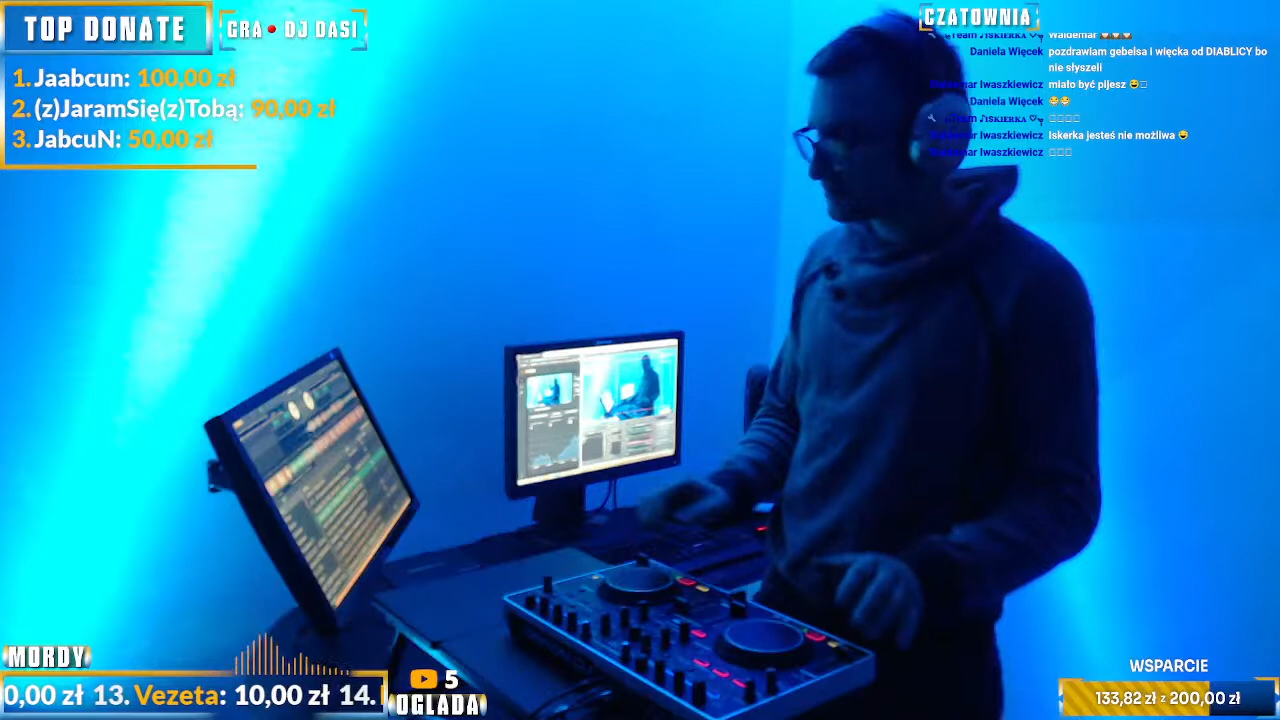 TOP DONATE
GRA DJ DASI
1. Jaabcun: 100,00 zł
2. (z)JaramSię(z)Tobą: 90,00 zł
3. JabcuN: 50,00 zł
CZATOWNIA
Waldemar
Daniela Więcek pozdrawiam gebelsa i więcka od DIABLICY bo
nie słyszeli
Iwaszkiewicz miało być pijesz 😅
Daniela Więcek 😂😂
Iwaszkiewicz Iskerka jesteś nie możliwa 😅
Iwaszkiewicz
MORDY
0,00 zł 13. Vezeta: 10,00 zł 14.
5
OGLADA
WSPARCIE
133,82 zł z 200,00 zł